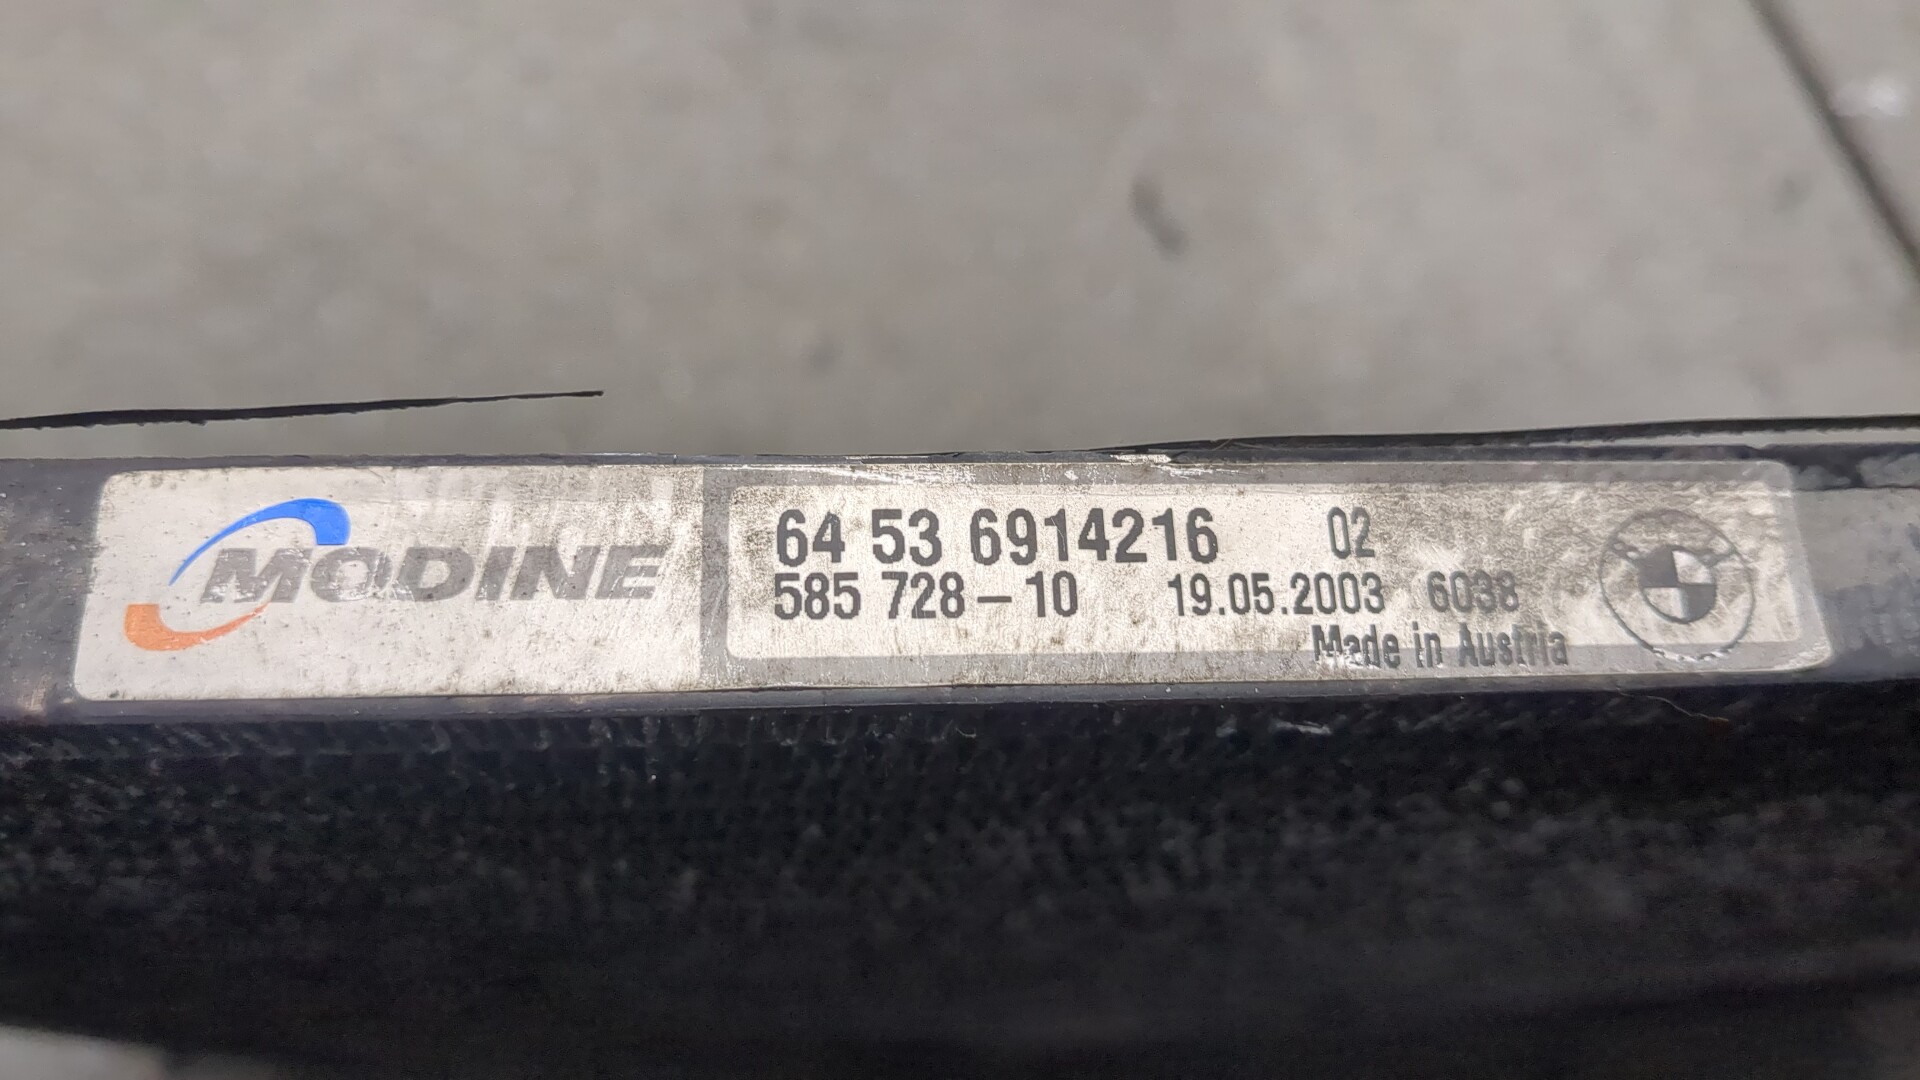 MODINE
64 53 6914216 02
585 728-10 19.05.2003 6038
Made in Austria